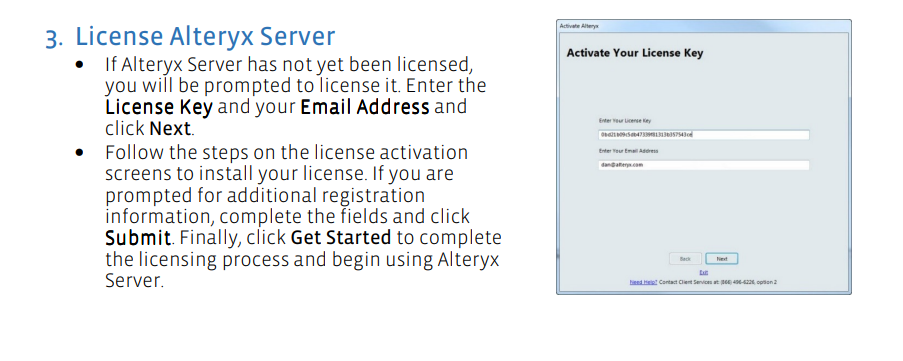 3. License Alteryx Server
• If Alteryx Server has not yet been licensed,
you will be prompted to license it. Enter the
License Key and your Email Address and
click Next.
• Follow the steps on the license activation
screens to install your license. If you are
prompted for additional registration
information, complete the fields and click
Submit. Finally, click Get Started to complete
the licensing process and begin using Alteryx
Server.
Activate Alteryx
Activate Your License Key
Enter Your License Key
Enter Your Email Address
dan@alteryx.com
Back Next
Exit
Need Help? Contact Client Services at: (888) 498-6226, option 2